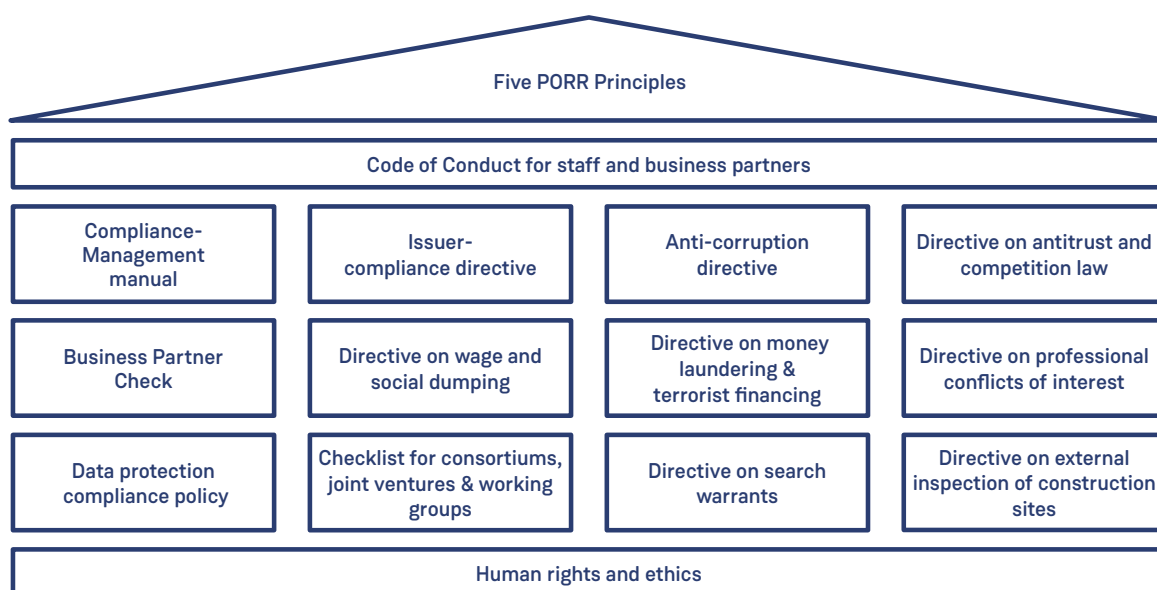 Five PORR Principles
Code of Conduct for staff and business partners
Compliance-
Management
manual
Issuer-
compliance directive
Anti-corruption
directive
Directive on antitrust and
competition law
Business Partner
Check
Directive on wage and
social dumping
Directive on money
laundering &
terrorist financing
Directive on professional
conflicts of interest
Data protection
compliance policy
Checklist for consortiums,
joint ventures & working
groups
Directive on search
warrants
Directive on external
inspection of construction
sites
Human rights and ethics